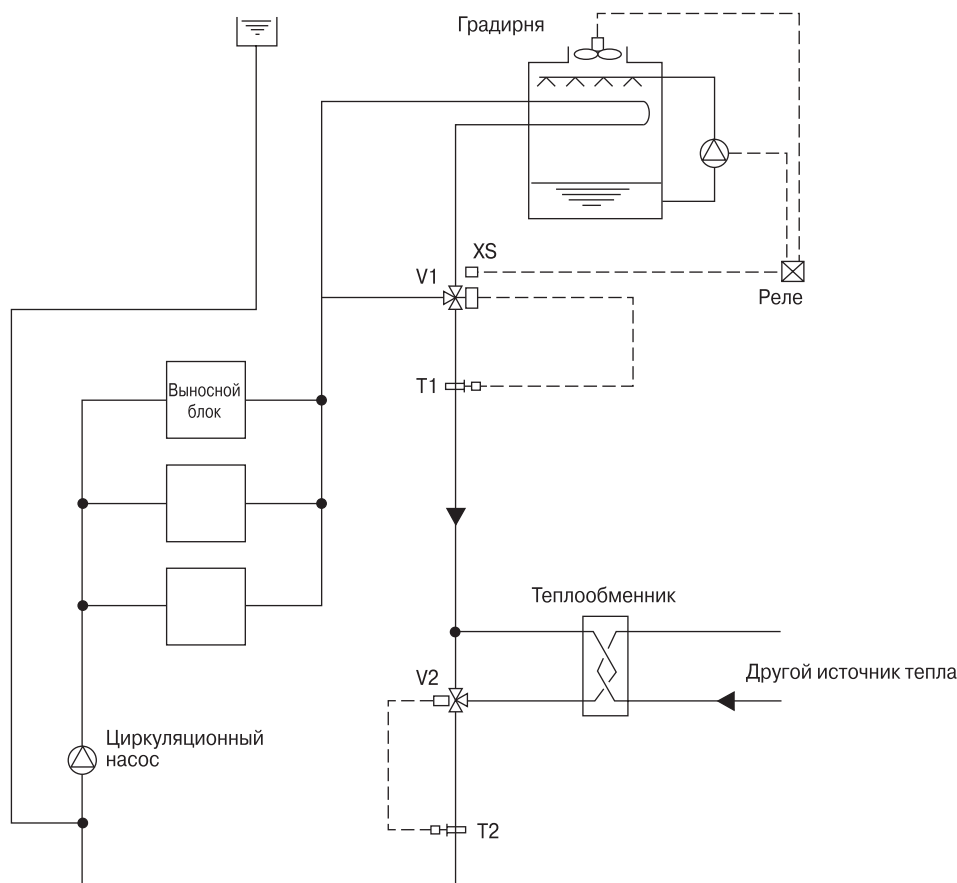 Градирня
XS
V1
Реле
T1
Выносной
блок
Теплообменник
V2
Другой источник тепла
Циркуляционный
насос
T2